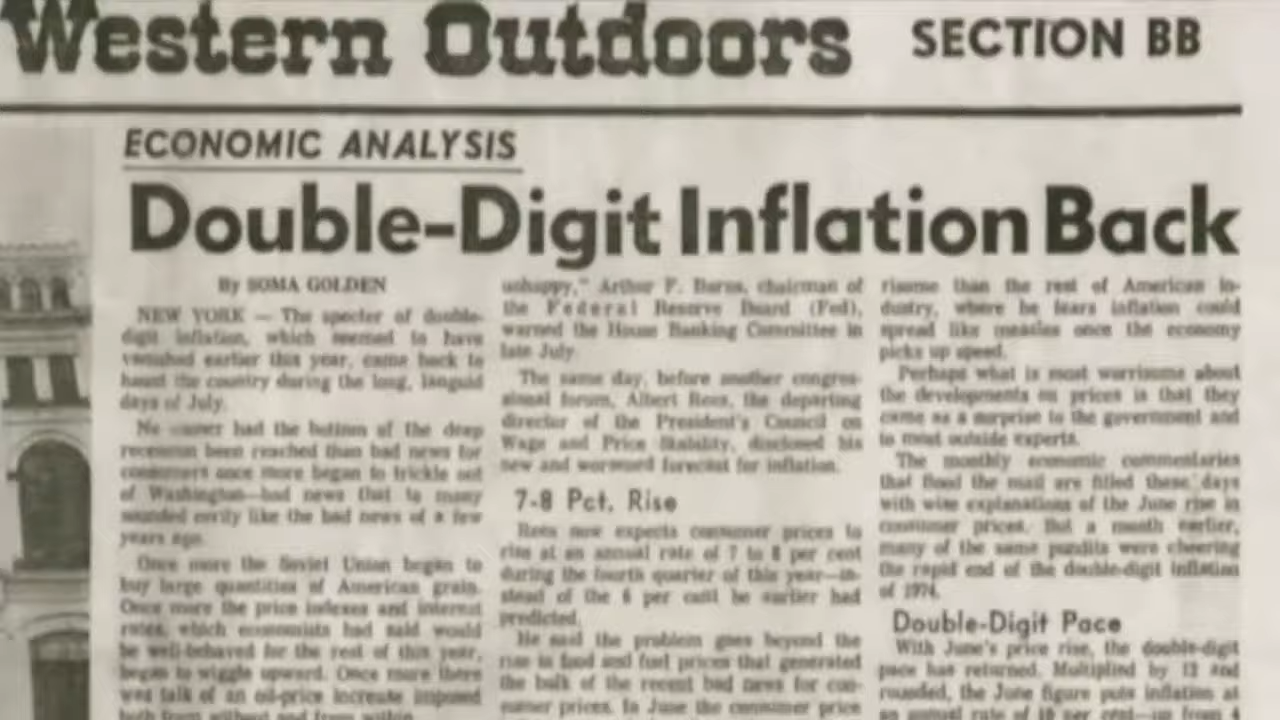 Western Outdoors
SECTION BB
ECONOMIC ANALYSIS
Double-Digit Inflation Back
By SOMA GOLDEN
NEW YORK — The specter of double-
digit inflation, which seemed to have
vanished earlier this year, came back to
haunt the country during the long, languid
days of July.
No sooner had the bottom of the deep
recession been reached than bad news for
consumers once more began to trickle out
of Washington—bad news that to many
sounded eerily like the bad news of a few
years ago.
Once more the Soviet Union began to
buy large quantities of American grain.
Once more the price indexes and interest
rates, which economists had said would
be well-behaved for the rest of this year,
began to wiggle upward. Once more there
was talk of an oil-price increase imposed
both from without and from within.
unhappy," Arthur F. Burns, chairman of
the Federal Reserve Board (Fed),
warned the House Banking Committee in
late July.
The same day, before another congres-
sional forum, Albert Rees, the departing
director of the President's Council on
Wage and Price Stability, disclosed his
new and worsened forecast for inflation.
7-8 Pct. Rise
Rees now expects consumer prices to
rise at an annual rate of 7 to 8 per cent
during the fourth quarter of this year—in-
stead of the 6 per cent he earlier had
predicted.
He said the problem goes beyond the
rise in food and fuel prices that generated
the bulk of the recent bad news for con-
sumer prices. In June the consumer price
risome than the rest of American in-
dustry, where he fears inflation could
spread like measles once the economy
picks up speed.
Perhaps what is most worrisome about
the developments on prices is that they
came as a surprise to the government and
to most outside experts.
The monthly economic commentaries
that flood the mail are filled these days
with wise explanations of the June rise in
consumer prices. But a month earlier,
many of the same pundits were cheering
the rapid end of the double-digit inflation
of 1974.
Double-Digit Pace
With June's price rise, the double-digit
pace has returned. Multiplied by 12 and
rounded, the June figure puts inflation at
an annual rate of 10 per cent—up from